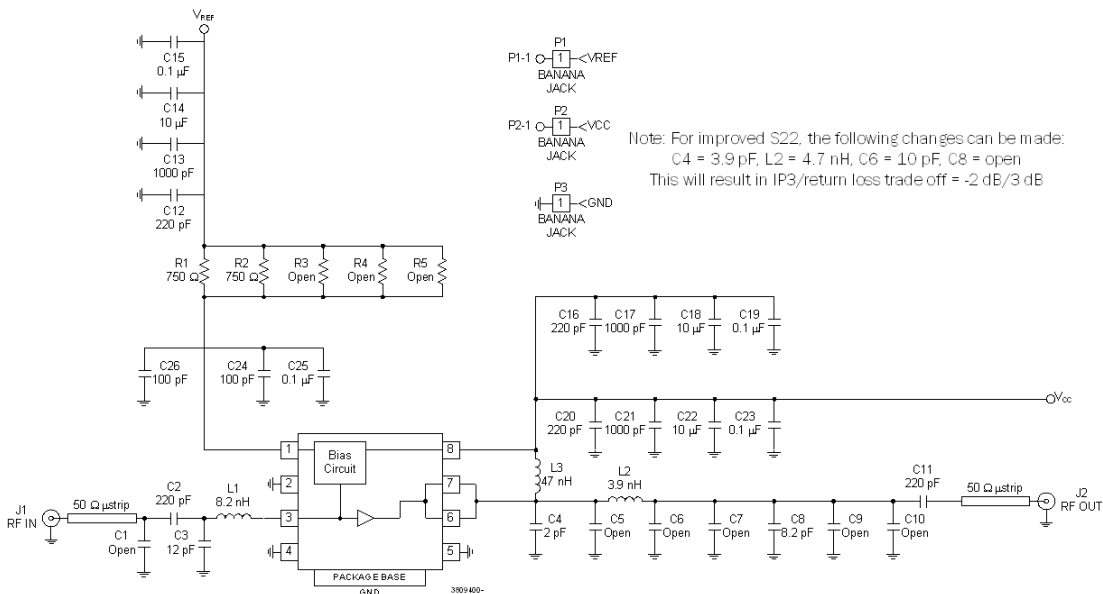 VREF
C15
0.1 µF
C14
10 µF
C13
1000 pF
C12
220 pF
P1
P1-1 1 VREF
BANANA
JACK
P2
P2-1 1 VCC
BANANA
JACK
P3
1 GND
BANANA
JACK
Note: For improved S22, the following changes can be made:
C4 = 3.9 pF, L2 = 4.7 nH, C6 = 10 pF, C8 = open
This will result in IP3/return loss trade off = -2 dB/3 dB
R1
750 Ω
R2
750 Ω
R3
Open
R4
Open
R5
Open
C16
220 pF
C17
1000 pF
C18
10 µF
C19
0.1 µF
C26
100 pF
C24
100 pF
C25
0.1 µF
VCC
C20
220 pF
C21
1000 pF
C22
10 µF
C23
0.1 µF
1
2
3
4
Bias
Circuit
8
7
6
5
PACKAGE BASE
GND
3809400-
J1
RF IN
50 Ω µstrip
C1
Open
C2
220 pF
C3
12 pF
L1
8.2 nH
L3
47 nH
L2
3.9 nH
C4
2 pF
C5
Open
C6
Open
C7
Open
C8
8.2 pF
C9
Open
C10
Open
C11
220 pF
50 Ω µstrip
J2
RF OUT